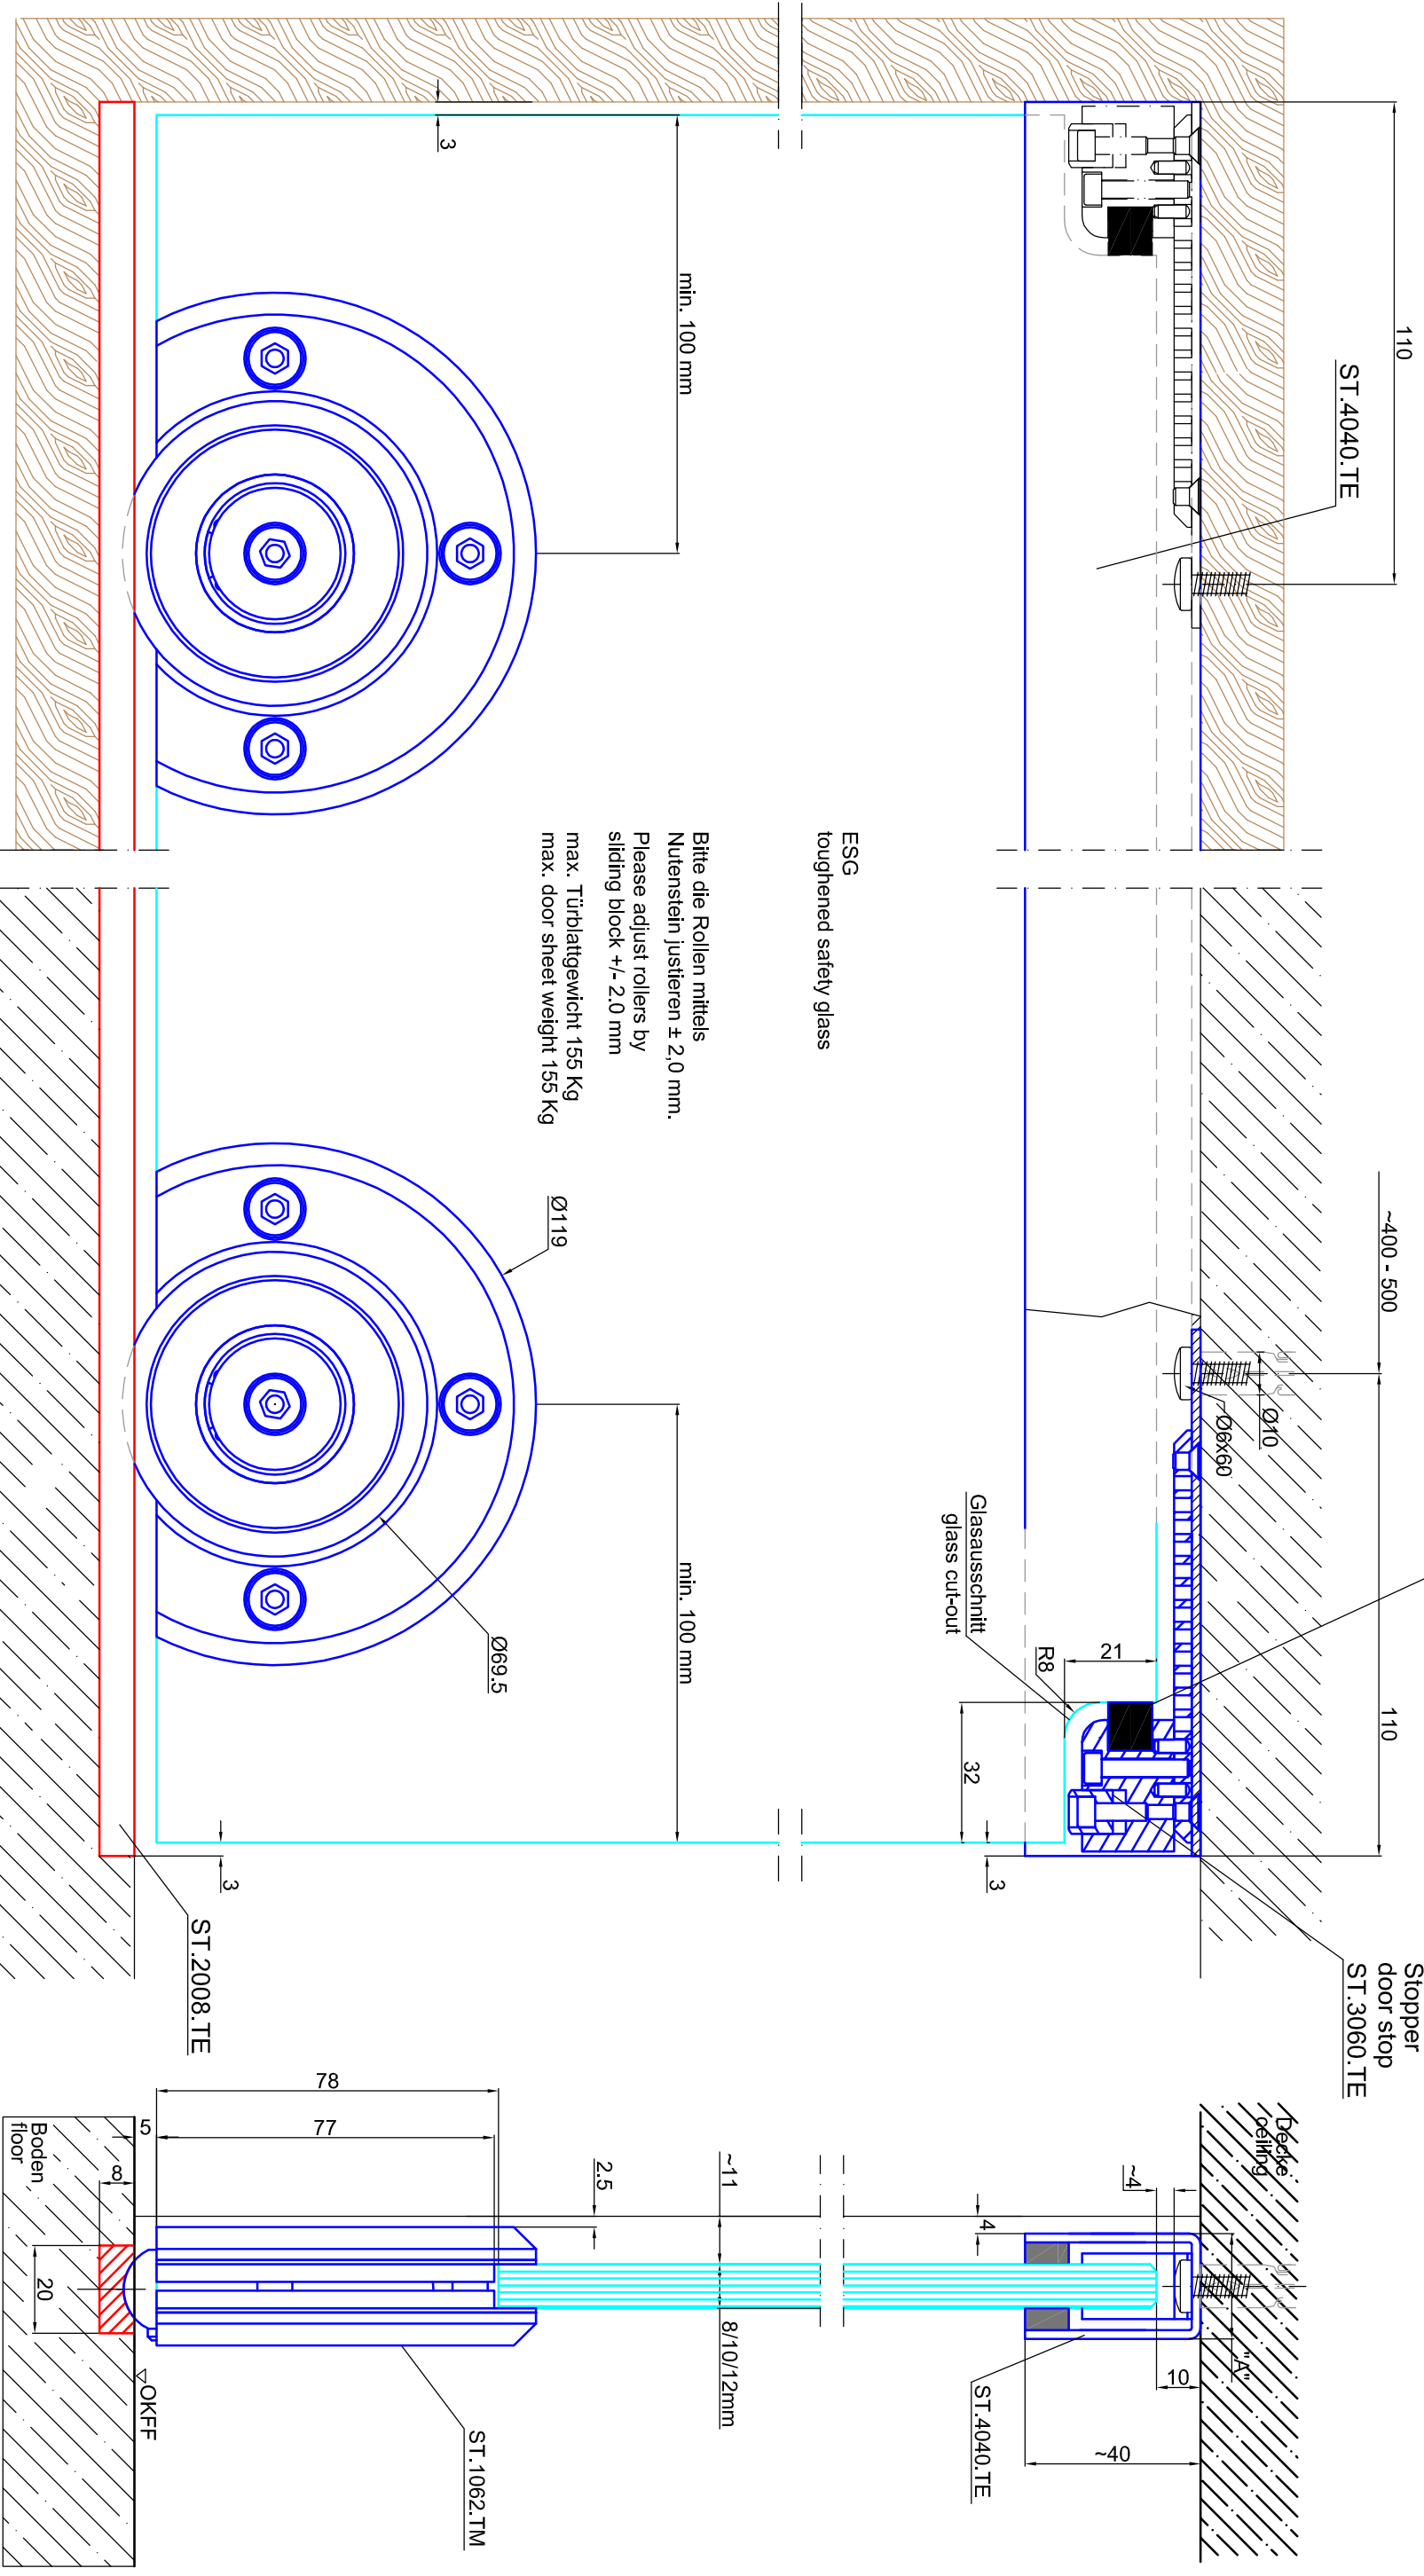 110
ST.4040.TE
~400 - 500
Ø10
~Ø6x60
110
Stopper
door stop
ST.3060.TE
Decke
ceiling
3
min. 100 mm
ESG
toughened safety glass
Bitte die Rollen mittels
Nutenstein justieren ± 2,0 mm.
Please adjust rollers by
sliding block +/- 2.0 mm
max. Türblattgewicht 155 Kg
max. door sheet weight 155 Kg
Ø119
Ø69.5
min. 100 mm
Glasausschnitt
glass cut-out
R8
21
32
3
3
ST.2008.TE
~4
4
"A"
10
~40
ST.4040.TE
~11
8/10/12mm
2.5
78
77
5
8
20
ST.1062.TM
OKFF
Boden
floor